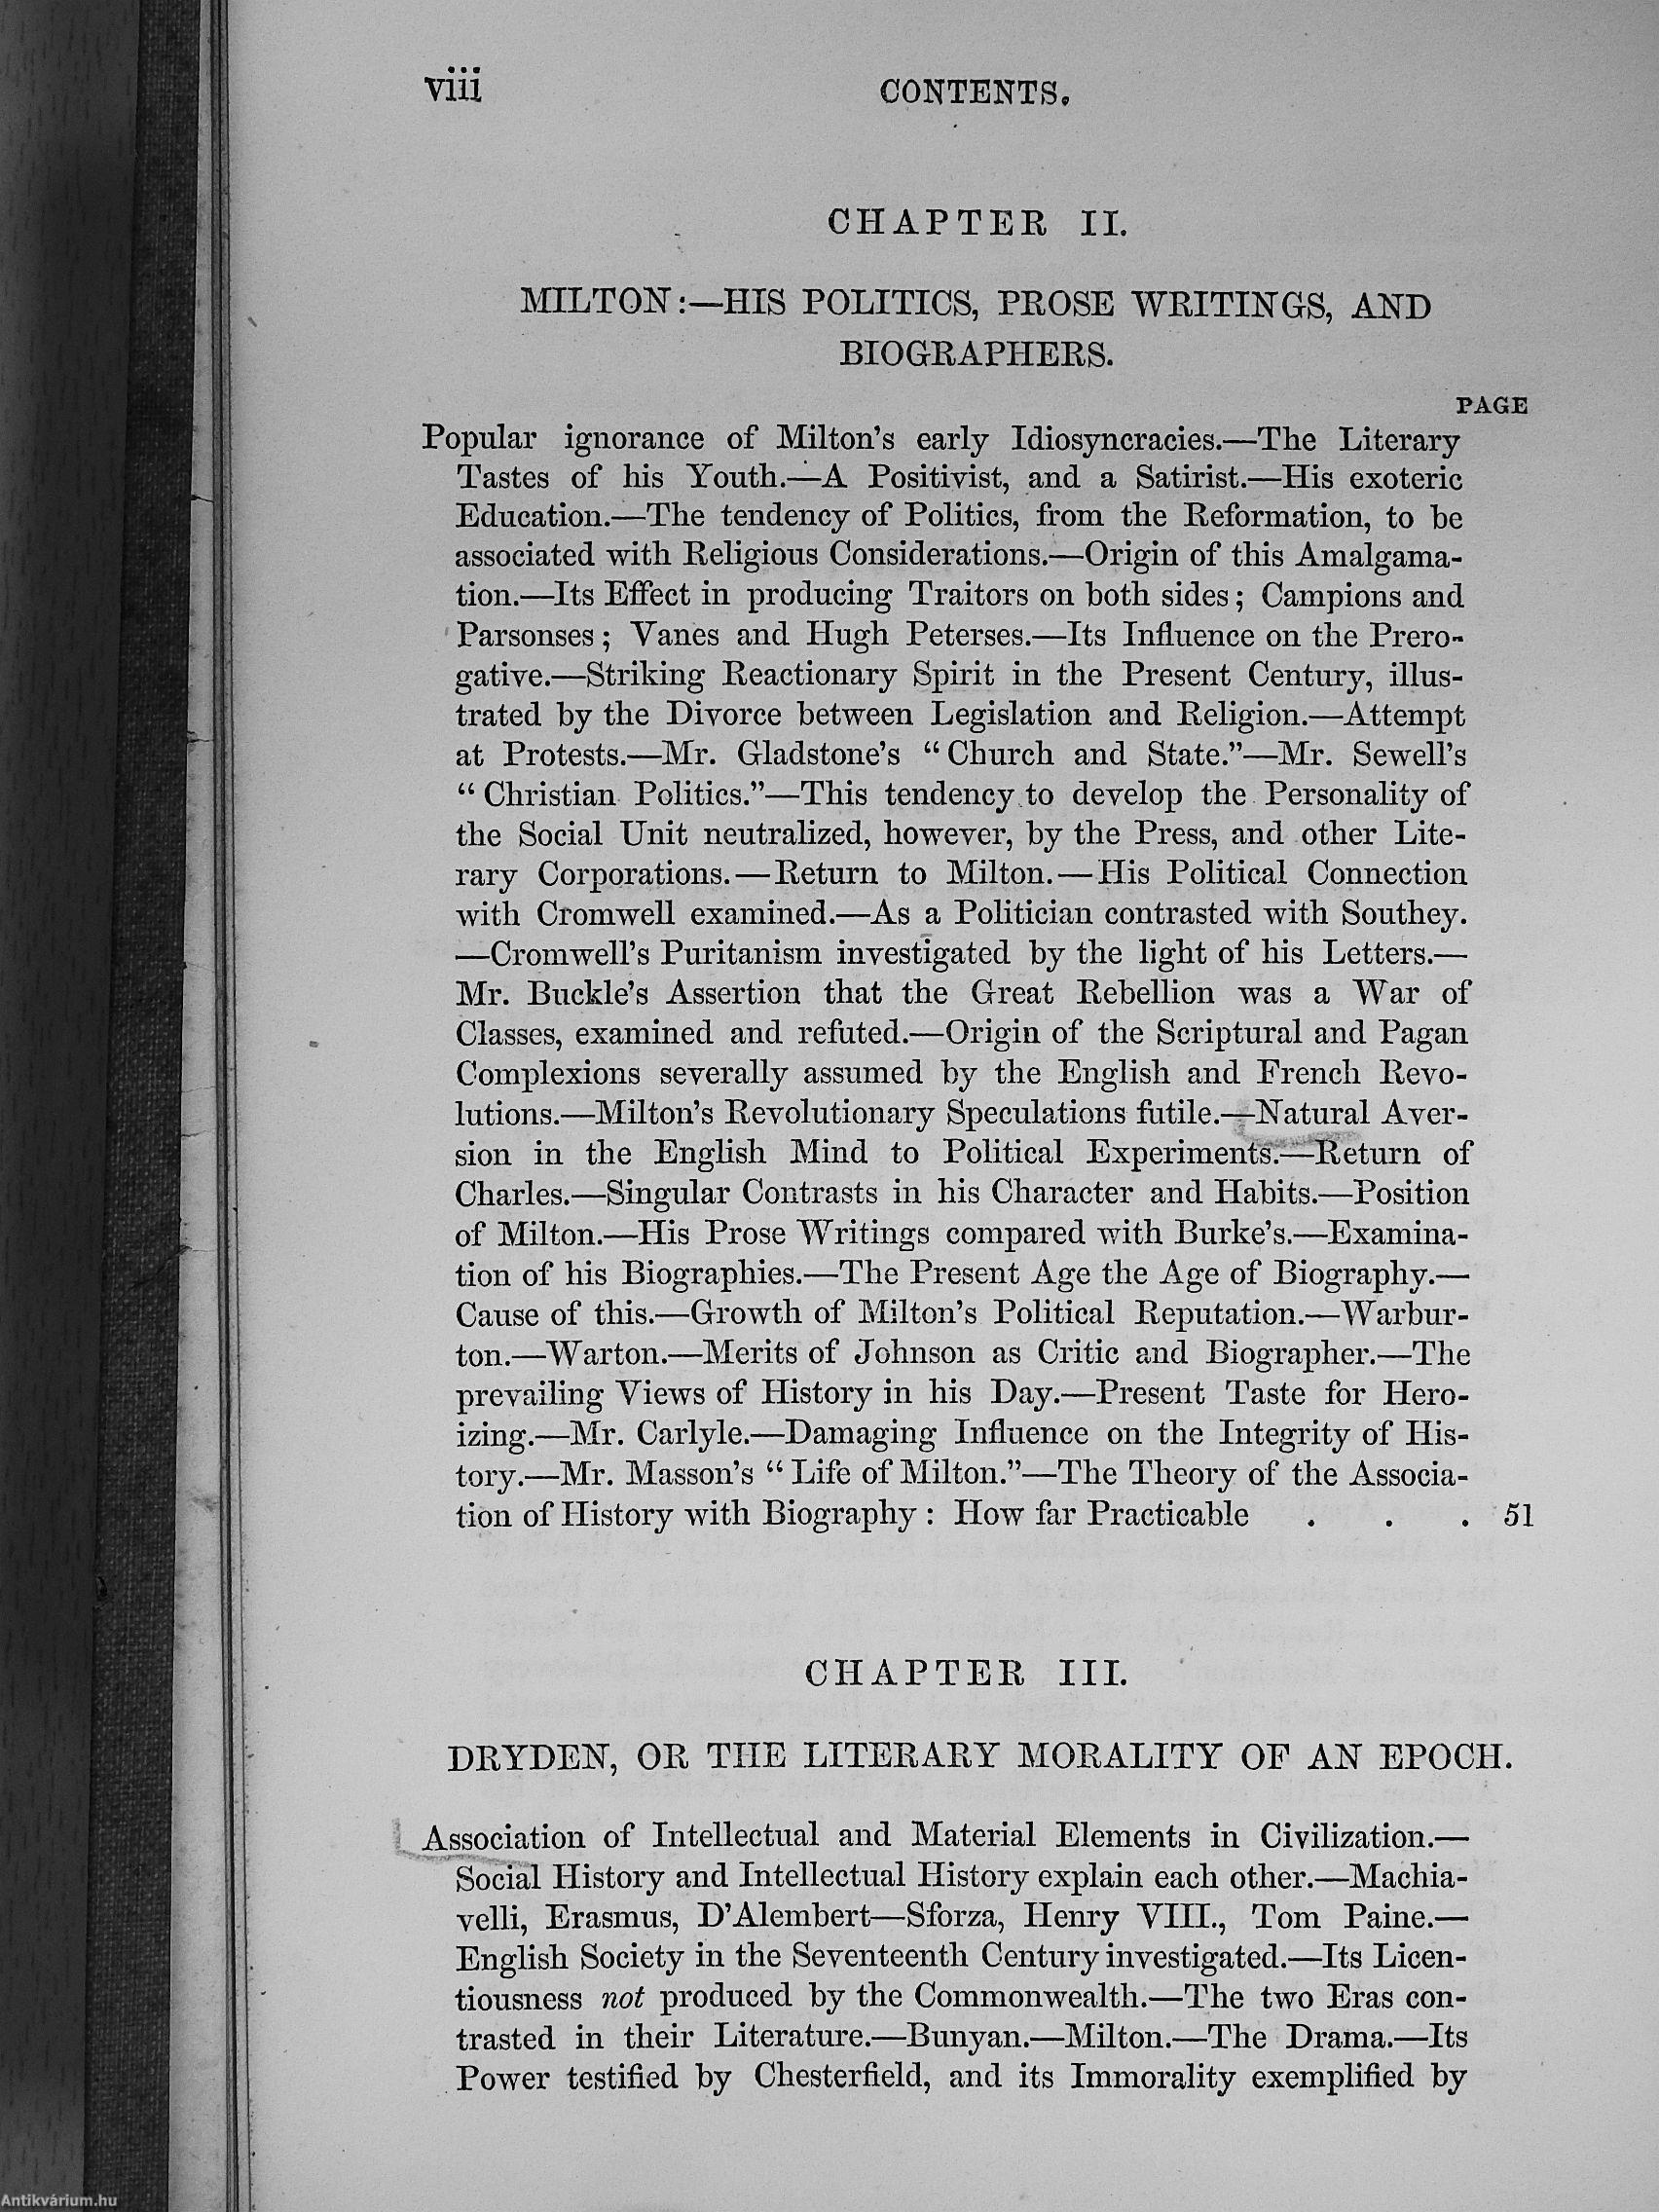 viii
CONTENTS.
CHAPTER II.
MILTON:—HIS POLITICS, PROSE WRITINGS, AND
BIOGRAPHERS.
PAGE
Popular ignorance of Milton's early Idiosyncracies.—The Literary
Tastes of his Youth.—A Positivist, and a Satirist.—His exoteric
Education.—The tendency of Politics, from the Reformation, to be
associated with Religious Considerations.—Origin of this Amalgama-
tion.—Its Effect in producing Traitors on both sides; Campions and
Parsonses; Vanes and Hugh Peterses.—Its Influence on the Prero-
gative.—Striking Reactionary Spirit in the Present Century, illus-
trated by the Divorce between Legislation and Religion.—Attempt
at Protests.—Mr. Gladstone's “Church and State.”—Mr. Sewell's
“Christian Politics.”—This tendency to develop the Personality of
the Social Unit neutralized, however, by the Press, and other Lite-
rary Corporations.—Return to Milton.—His Political Connection
with Cromwell examined.—As a Politician contrasted with Southey.
—Cromwell's Puritanism investigated by the light of his Letters.—
Mr. Buckle's Assertion that the Great Rebellion was a War of
Classes, examined and refuted.—Origin of the Scriptural and Pagan
Complexions severally assumed by the English and French Revo-
lutions.—Milton's Revolutionary Speculations futile.—Natural Aver-
sion in the English Mind to Political Experiments.—Return of
Charles.—Singular Contrasts in his Character and Habits.—Position
of Milton.—His Prose Writings compared with Burke's.—Examina-
tion of his Biographies.—The Present Age the Age of Biography.—
Cause of this.—Growth of Milton's Political Reputation.—Warbur-
ton.—Warton.—Merits of Johnson as Critic and Biographer.—The
prevailing Views of History in his Day.—Present Taste for Hero-
izing.—Mr. Carlyle.—Damaging Influence on the Integrity of His-
tory.—Mr. Masson's “Life of Milton.”—The Theory of the Associa-
tion of History with Biography: How far Practicable . . . 51
CHAPTER III.
DRYDEN, OR THE LITERARY MORALITY OF AN EPOCH.
Association of Intellectual and Material Elements in Civilization.—
Social History and Intellectual History explain each other.—Machia-
velli, Erasmus, D'Alembert—Sforza, Henry VIII., Tom Paine.—
English Society in the Seventeenth Century investigated.—Its Licen-
tiousness not produced by the Commonwealth.—The two Eras con-
trasted in their Literature.—Bunyan.—Milton.—The Drama.—Its
Power testified by Chesterfield, and its Immorality exemplified by
Antikvárium.hu